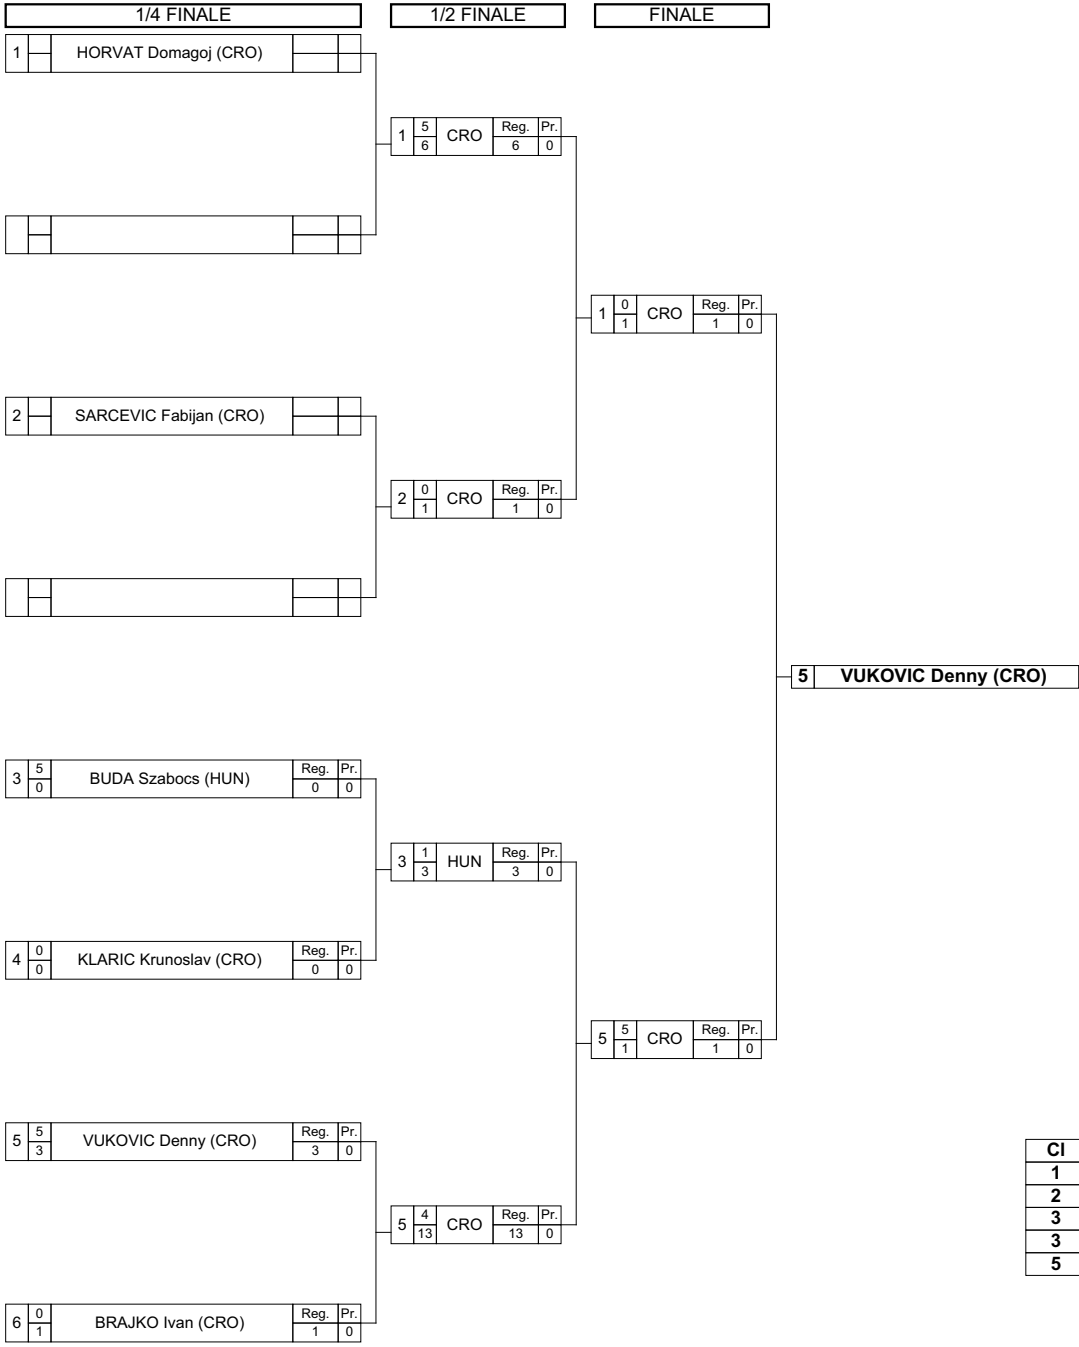 1/4 FINALE 1/2 FINALE FINALE
1 HORVAT Domagoj (CRO)
1 5 6 CRO Reg. 6 Pr. 0
1 0 1 CRO Reg. 1 Pr. 0
2 SARCEVIC Fabijan (CRO)
2 0 1 CRO Reg. 1 Pr. 0
5 VUKOVIC Denny (CRO)
3 5 0 BUDA Szabocs (HUN) Reg. 0 Pr. 0
3 1 3 HUN Reg. 3 Pr. 0
4 0 0 KLARIC Krunoslav (CRO) Reg. 0 Pr. 0
5 5 1 CRO Reg. 1 Pr. 0
5 5 3 VUKOVIC Denny (CRO) Reg. 3 Pr. 0
5 4 13 CRO Reg. 13 Pr. 0
6 0 1 BRAJKO Ivan (CRO) Reg. 1 Pr. 0
Cl
1
2
3
3
5